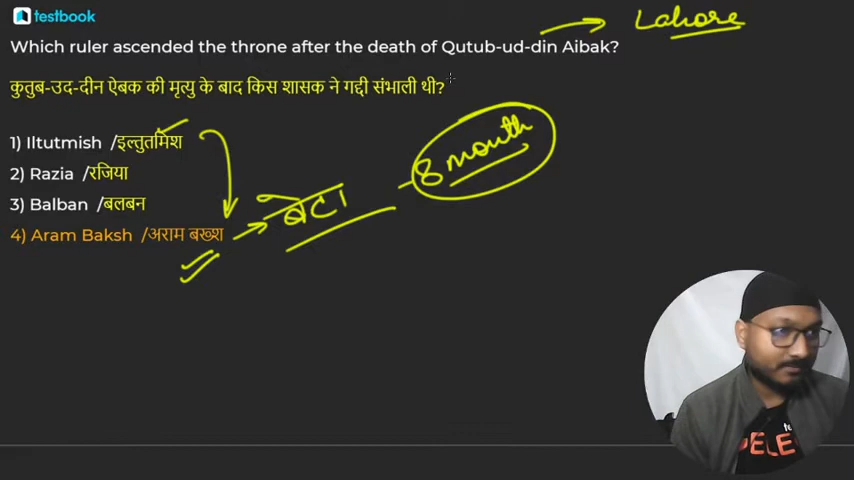 testbook
Lahore
Which ruler ascended the throne after the death of Qutub-ud-din Aibak?
कुतुब-उद-दीन ऐबक की मृत्यु के बाद किस शासक ने गद्दी संभाली थी?
1) Iltutmish /इल्तुतमिश
2) Razia /रजिया
3) Balban /बलबन
4) Aram Baksh /अराम बख्श
बेटा
8 month